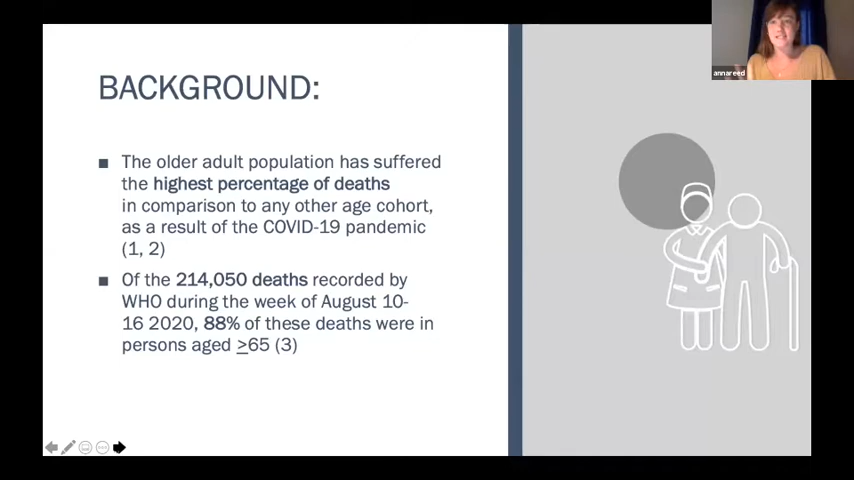 annareed
BACKGROUND:
■ The older adult population has suffered
the highest percentage of deaths
in comparison to any other age cohort,
as a result of the COVID-19 pandemic
(1, 2)
■ Of the 214,050 deaths recorded by
WHO during the week of August 10-
16 2020, 88% of these deaths were in
persons aged >65 (3)